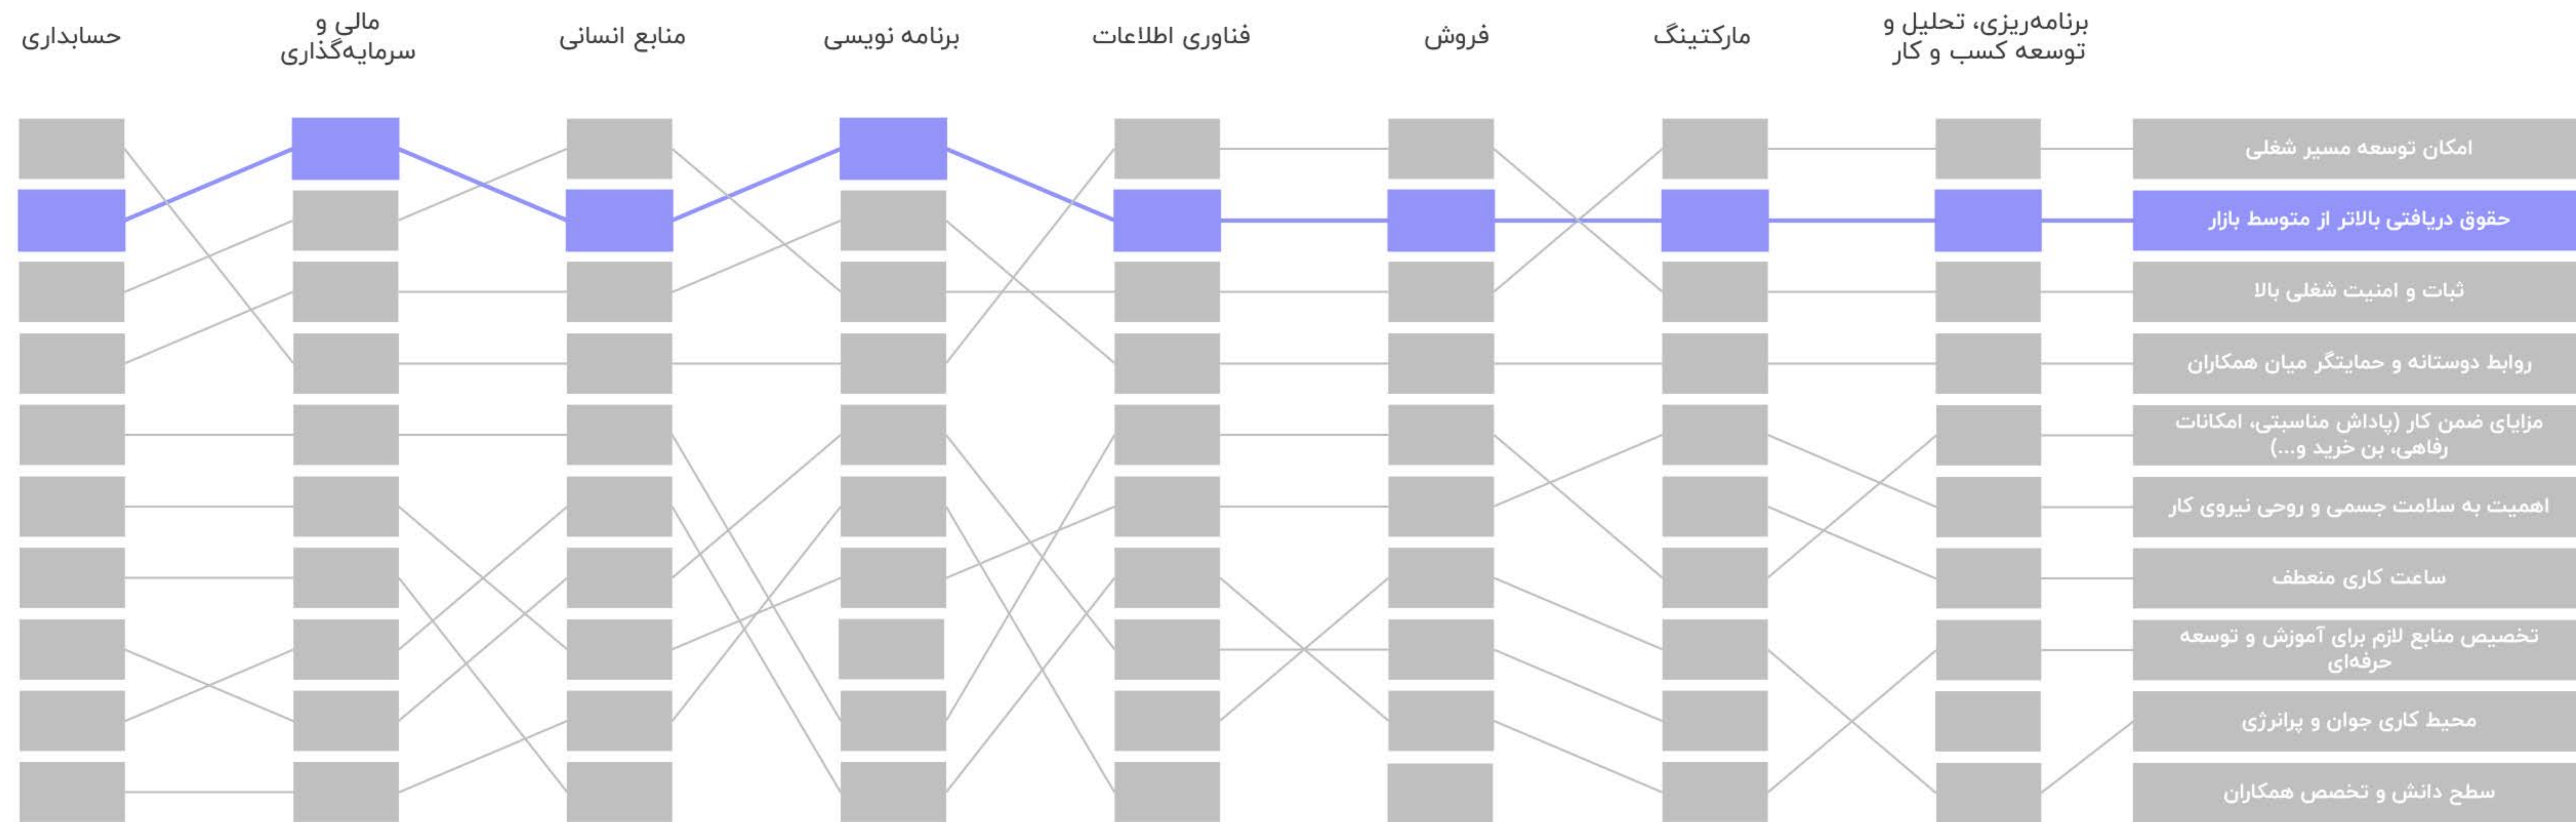 برنامه‌ریزی، تحلیل و
توسعه کسب و کار
مارکتینگ
فروش
فناوری اطلاعات
برنامه نویسی
منابع انسانی
مالی و
سرمایه‌گذاری
حسابداری
امکان توسعه مسیر شغلی
حقوق دریافتی بالاتر از متوسط بازار
ثبات و امنیت شغلی بالا
روابط دوستانه و حمایتگر میان همکاران
مزایای ضمن کار (پاداش مناسبتی، امکانات
رفاهی، بن خرید و...)
اهمیت به سلامت جسمی و روحی نیروی کار
ساعت کاری منعطف
تخصیص منابع لازم برای آموزش و توسعه
حرفه‌ای
محیط کاری جوان و پرانرژی
سطح دانش و تخصص همکاران